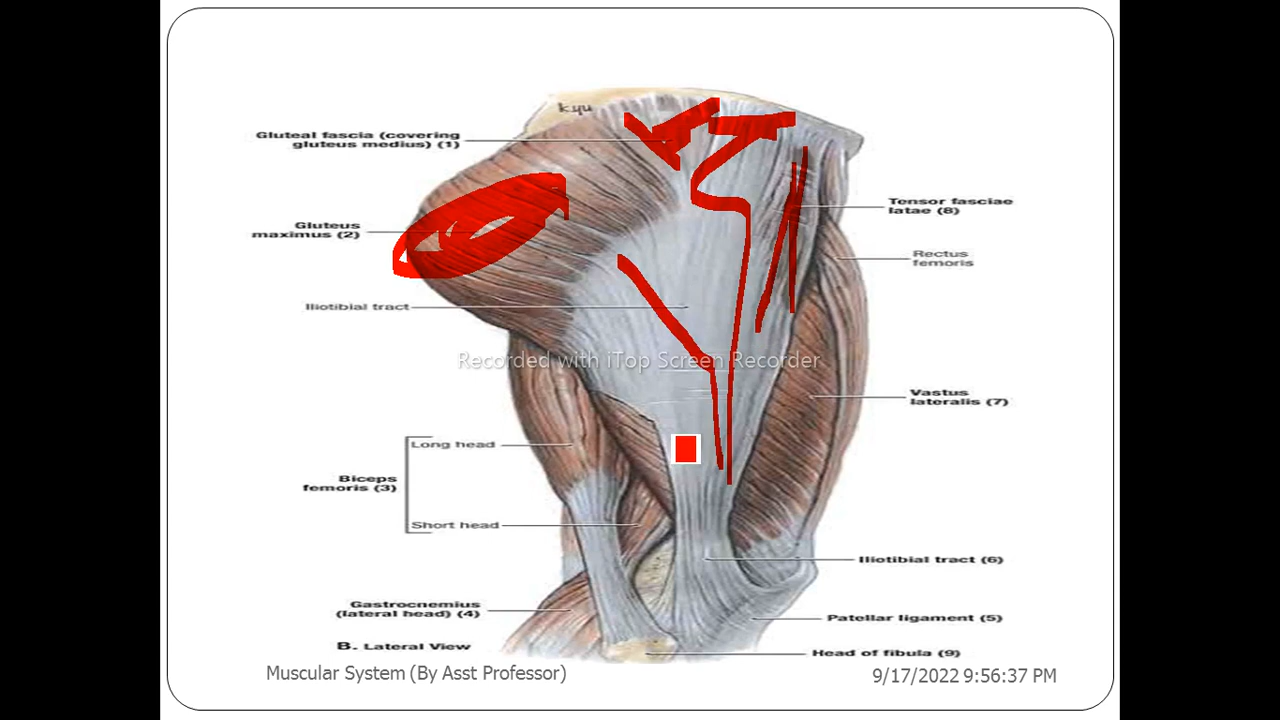 kyu
Gluteal fascia (covering
gluteus medius) (1)
Tensor fasciae
latae (8)
Gluteus
maximus (2)
Rectus
femoris
Iliotibial tract
Recorded with iTop Screen Recorder
Vastus
lateralis (7)
Long head
Biceps
femoris (3)
Short head
Iliotibial tract (6)
Gastrocnemius
(lateral head) (4)
Patellar ligament (5)
B. Lateral View
Head of fibula (9)
Muscular System (By Asst Professor)
9/17/2022 9:56:37 PM